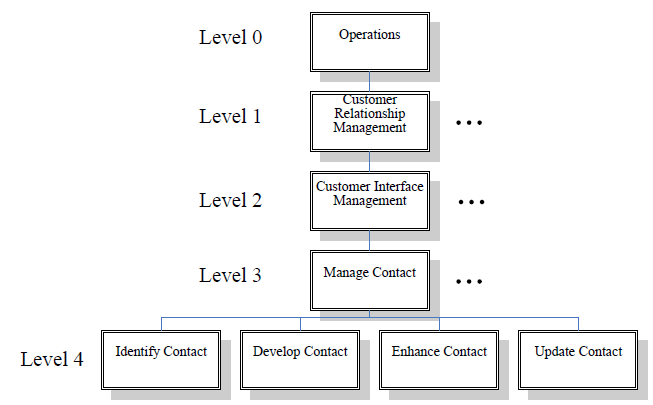 Level 0
Operations
Level 1
Customer
Relationship
Management
...
Level 2
Customer Interface
Management
...
Level 3
Manage Contact
...
Level 4
Identify Contact
Develop Contact
Enhance Contact
Update Contact